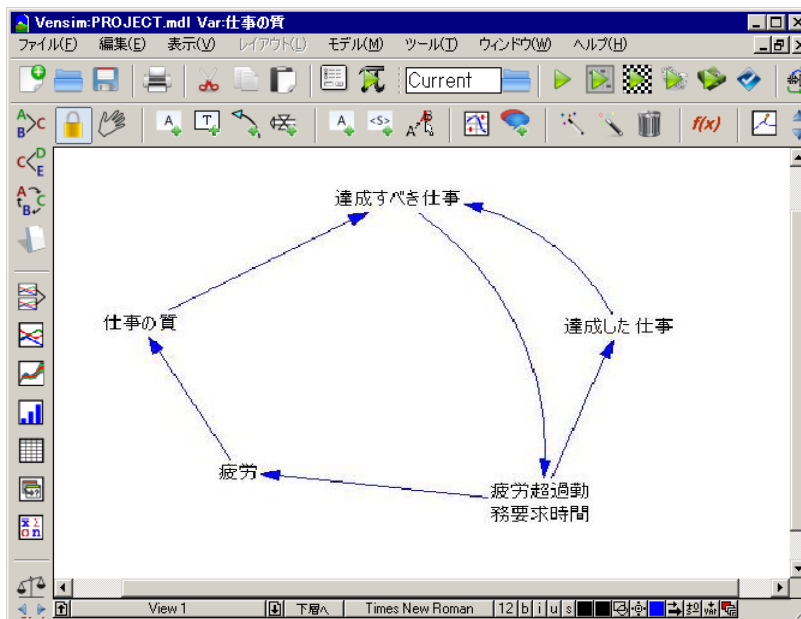 Vensim:PROJECT.mdl Var:仕事の質
ファイル(F) 編集(E) 表示(V) レイアウト(L) モデル(M) ツール(T) ウィンドウ(W) ヘルプ(H)
Current
f(x)
達成すべき仕事
仕事の質
達成した仕事
疲労
疲労超過勤
務要求時間
View 1 下層へ Times New Roman 12 b i u s